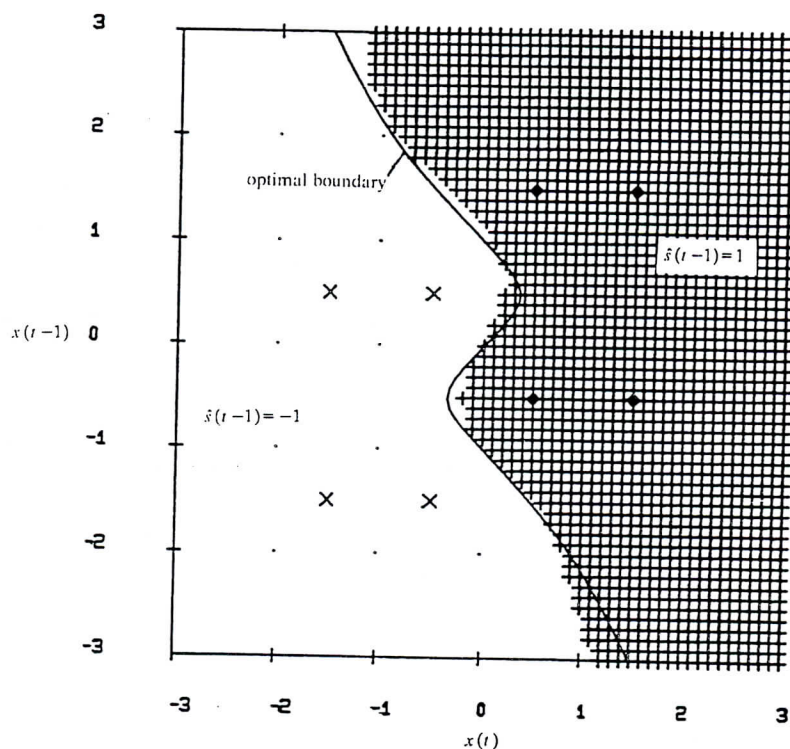 3
2
optimal boundary
1
ŝ(t−1)=1
x(t−1) 0
ŝ(t−1)=−1
-1
-2
-3
-3 -2 -1 0 1 2 3
x(t)